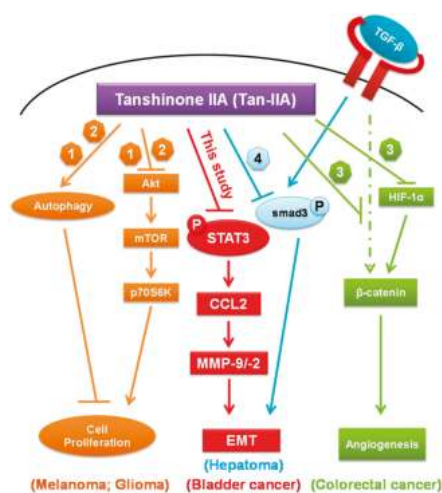 TGF-β
Tanshinone IIA (Tan-IIA)
2
1
1
2
This study
4
3
3
Autophagy
Akt
mTOR
p70S6K
P
STAT3
CCL2
MMP-9/-2
smad3
P
HIF-1α
β-catenin
Cell
Proliferation
EMT
Angiogenesis
(Hepatoma)
(Melanoma; Glioma)
(Bladder cancer)
(Colorectal cancer)